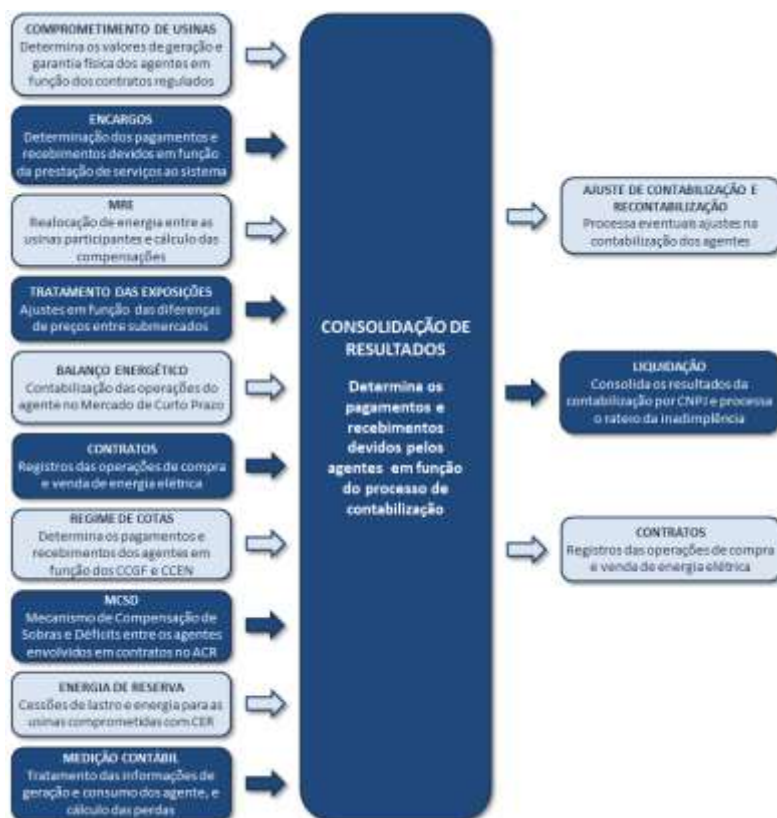 COMPROMETIMENTO DE USINAS
Determina os valores de geração e
garantia física dos agentes em
função dos contratos regulados
ENCARGOS
Determinação dos pagamentos e
recebimentos devidos em função
da prestação de serviços ao sistema
MRE
Realocação de energia entre as
usinas participantes e cálculo das
compensações
TRATAMENTO DAS EXPOSIÇÕES
Ajustes em função das diferenças
de preços entre submercados
BALANÇO ENERGÉTICO
Contabilização das operações do
agente no Mercado de Curto Prazo
CONTRATOS
Registros das operações de compra
e venda de energia elétrica
REGIME DE COTAS
Determina os pagamentos e
recebimentos dos agentes em
função dos CCGF e CCEN
MCSD
Mecanismo de Compensação de
Sobras e Déficits entre os agentes
envolvidos em contratos no ACR
ENERGIA DE RESERVA
Cessões de lastro e energia para as
usinas comprometidas com CER
MEDIÇÃO CONTÁBIL
Tratamento das informações de
geração e consumo dos agente, e
cálculo das perdas
CONSOLIDAÇÃO DE
RESULTADOS
Determina os
pagamentos e
recebimentos
devidos pelos
agentes em função
do processo de
contabilização
AJUSTE DE CONTABILIZAÇÃO E
RECONTABILIZAÇÃO
Processa eventuais ajustes na
contabilização dos agentes
LIQUIDAÇÃO
Consolida os resultados da
contabilização por CNPJ e processa
o rateio da inadimplência
CONTRATOS
Registros das operações de compra
e venda de energia elétrica